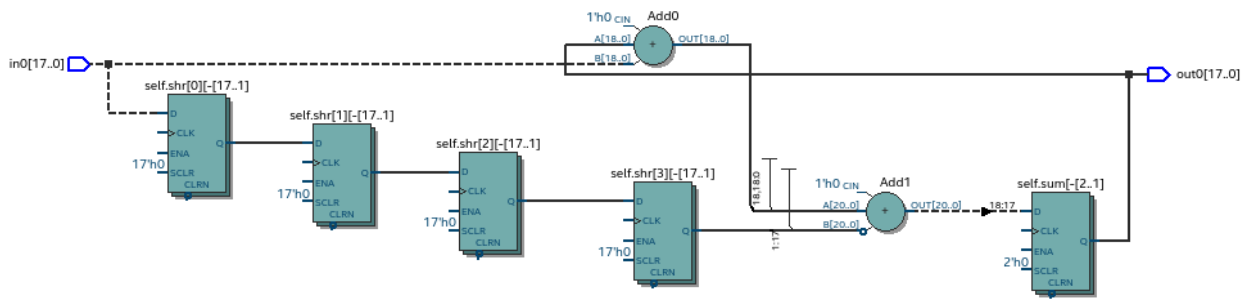 1'h0 CIN
Add0
A[18..0]
OUT[18..0]
+
B[18..0]
in0[17..0]
out0[17..0]
self.shr[0][-[17..1]
D
CLK
ENA
Q
17'h0
SCLR
CLRN
self.shr[1][-[17..1]
D
CLK
ENA
Q
17'h0
SCLR
CLRN
self.shr[2][-[17..1]
D
CLK
ENA
Q
17'h0
SCLR
CLRN
self.shr[3][-[17..1]
D
CLK
ENA
Q
17'h0
SCLR
CLRN
18,18:0
1:17
1'h0 CIN
Add1
A[20..0]
OUT[20..0]
+
B[20..0]
18:17
self.sum[-[2..1]
D
CLK
ENA
Q
2'h0
SCLR
CLRN